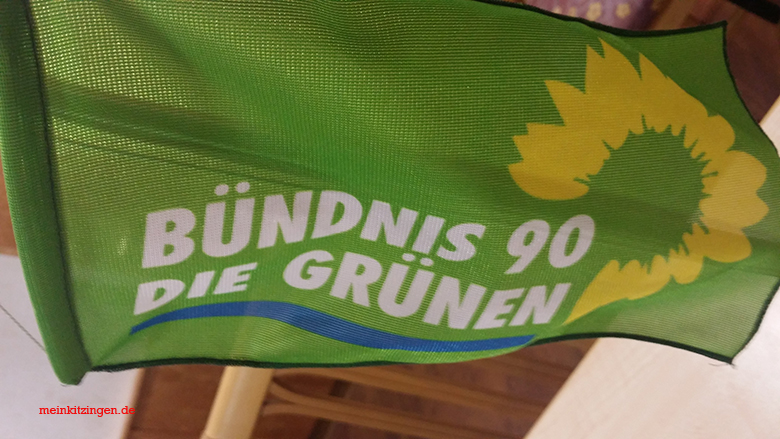 BÜNDNIS 90
DIE GRÜNEN
meinkitzingen.de